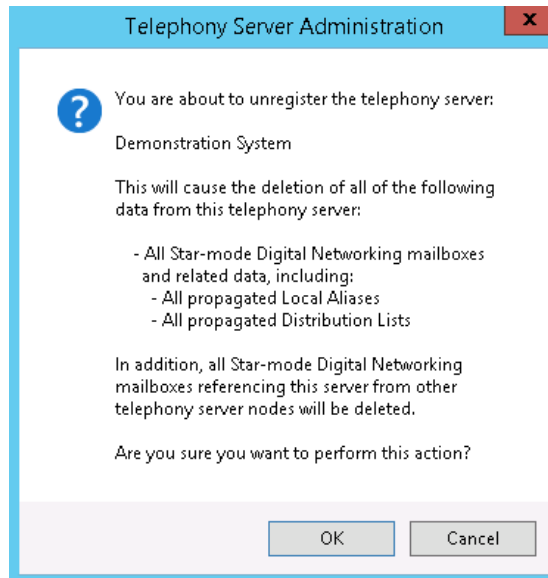 Telephony Server Administration
x
?
You are about to unregister the telephony server:
Demonstration System
This will cause the deletion of all of the following
data from this telephony server:
- All Star-mode Digital Networking mailboxes
and related data, including:
- All propagated Local Aliases
- All propagated Distribution Lists
In addition, all Star-mode Digital Networking
mailboxes referencing this server from other
telephony server nodes will be deleted.
Are you sure you want to perform this action?
OK
Cancel